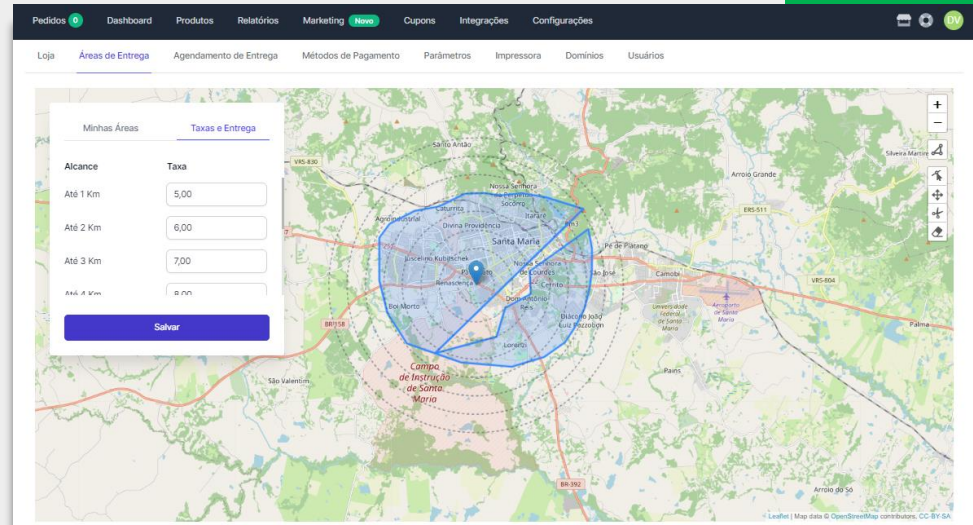 Pedidos 0 Dashboard Produtos Relatórios Marketing Novo Cupons Integrações Configurações DV
Loja Áreas de Entrega Agendamento de Entrega Métodos de Pagamento Parâmetros Impressora Domínios Usuários
Minhas Áreas Taxas e Entrega
Alcance Taxa
Até 1 Km 5,00
Até 2 Km 6,00
Até 3 Km 7,00
Até 4 Km 8,00
Salvar
+
−
Santo Antão
VRS-830
Arroio Grande
Nossa Senhora
Socorro
Caturrita
Itararé
ERS-511
Agroindustrial
Divina Providência
Santa Maria
Pé de Plátano
Juscelino Kubitschek
Nossa Senhora
de Lourdes
São José
Camobi
Renascença
Cerrito
VRS-804
Boi Morto
Dom Antônio
Reis
Universidade
Federal
de Santa
Maria
Aeroporto
de Santa
Maria
BR-158
Diácono João
Luiz Pozzobon
Palma
Lorenzi
Campo
de Instrução
de Santa
Maria
São Valentim
Pains
BR-392
Arroio do Só
Leaflet | Map data © OpenStreetMap contributors, CC-BY-SA